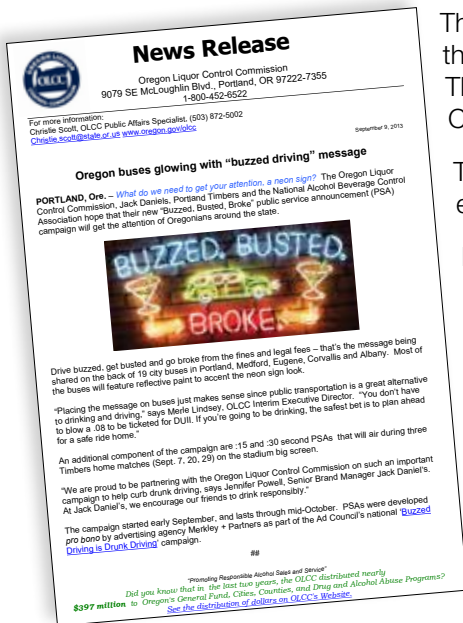 News Release
OLCC
Oregon Liquor Control Commission
9079 SE McLoughlin Blvd., Portland, OR 97222-7355
1-800-452-6522
For more information:
Christie Scott, OLCC Public Affairs Specialist, (503) 872-5002
Christie.scott@state.or.us www.oregon.gov/olcc
September 9, 2013
Oregon buses glowing with “buzzed driving” message
PORTLAND, Ore. – What do we need to get your attention, a neon sign? The Oregon Liquor
Control Commission, Jack Daniels, Portland Timbers and the National Alcohol Beverage Control
Association hope that their new “Buzzed, Busted, Broke” public service announcement (PSA)
campaign will get the attention of Oregonians around the state.
BUZZED. BUSTED.
BROKE.
Drive buzzed, get busted and go broke from the fines and legal fees – that's the message being
shared on the back of 19 city buses in Portland, Medford, Eugene, Corvallis and Albany. Most of
the buses will feature reflective paint to accent the neon sign look.
“Placing the message on buses just makes sense since public transportation is a great alternative
to drinking and driving,” says Merle Lindsey, OLCC Interim Executive Director. “You don't have
to blow a .08 to be ticketed for DUII. If you're going to be drinking, the safest bet is to plan ahead
for a safe ride home.”
An additional component of the campaign are :15 and :30 second PSAs that will air during three
Timbers home matches (Sept. 7, 20, 29) on the stadium big screen.
“We are proud to be partnering with the Oregon Liquor Control Commission on such an important
campaign to help curb drunk driving, says Jennifer Powell, Senior Brand Manager Jack Daniel's.
At Jack Daniel's, we encourage our friends to drink responsibly.”
The campaign started early September, and lasts through mid-October. PSAs were developed
pro bono by advertising agency Merkley + Partners as part of the Ad Council's national ‘Buzzed
Driving is Drunk Driving’ campaign.
##
“Promoting Responsible Alcohol Sales and Service”
Did you know that in the last two years, the OLCC distributed nearly
$397 million to Oregon's General Fund, Cities, Counties, and Drug and Alcohol Abuse Programs?
See the distribution of dollars on OLCC's Website.